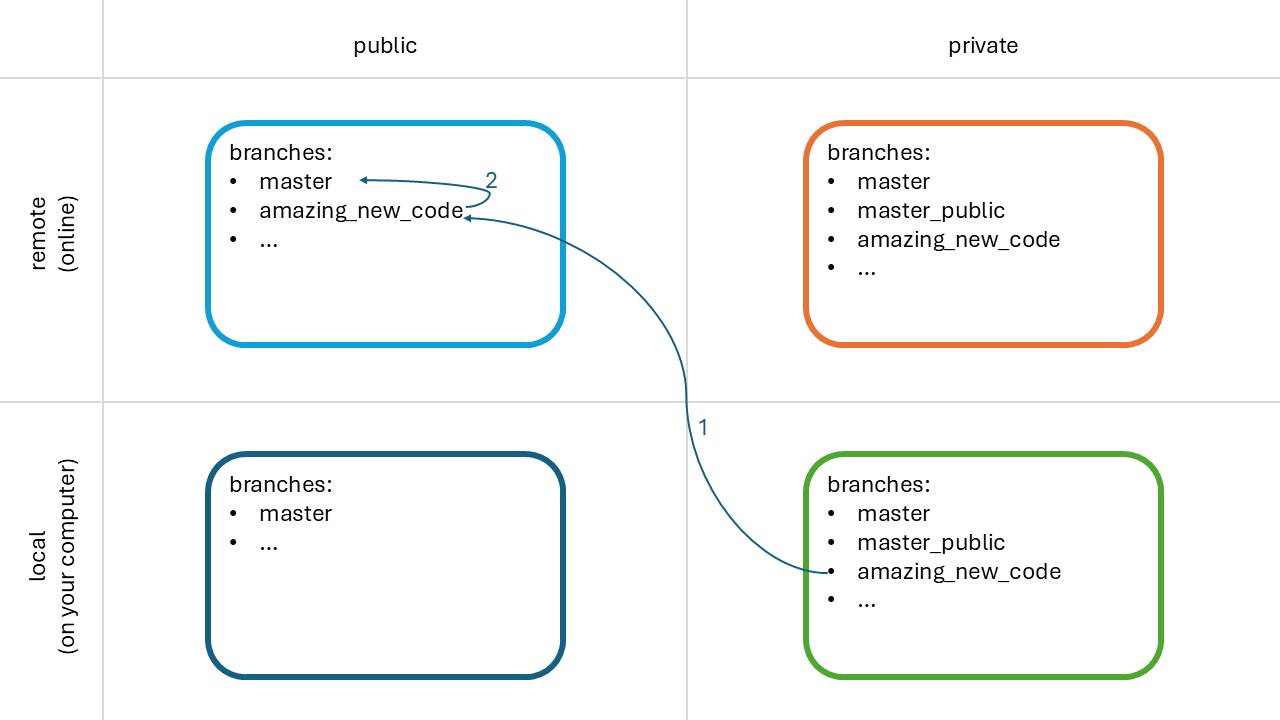 public
private
remote
(online)
branches:
• master
• amazing_new_code
• ...
2
branches:
• master
• master_public
• amazing_new_code
• ...
1
local
(on your computer)
branches:
• master
• ...
branches:
• master
• master_public
• amazing_new_code
• ...